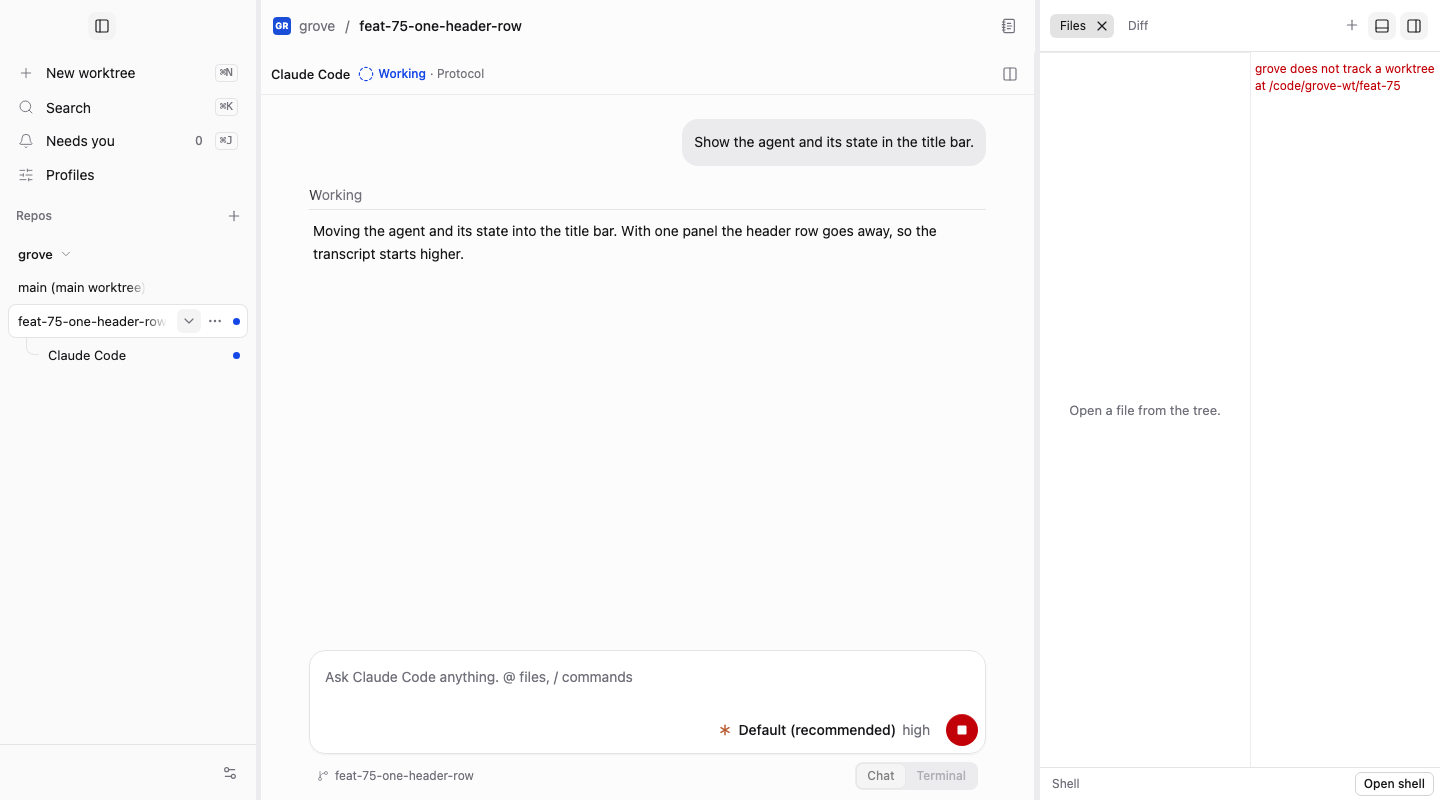 New worktree ⌘N
Search ⌘K
Needs you 0 ⌘J
Profiles
Repos
grove
main (main worktree)
feat-75-one-header-row
Claude Code
GR grove / feat-75-one-header-row
Claude Code Working · Protocol
Show the agent and its state in the title bar.
Working
Moving the agent and its state into the title bar. With one panel the header row goes away, so the
transcript starts higher.
Ask Claude Code anything. @ files, / commands
Default (recommended) high
feat-75-one-header-row
Chat Terminal
Files Diff
Open a file from the tree.
grove does not track a worktree
at /code/grove-wt/feat-75
Shell Open shell